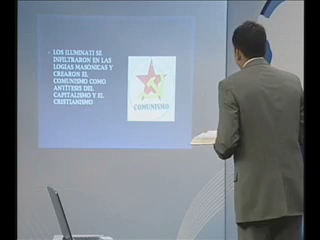 - LOS ILUMINATI SE
INFILTRARON EN LAS
LOGIAS MASÓNICAS Y
CREARON EL
COMUNISMO COMO
ANTÍTESIS DEL
CAPITALISMO Y EL
CRISTIANISMO
COMUNISMO